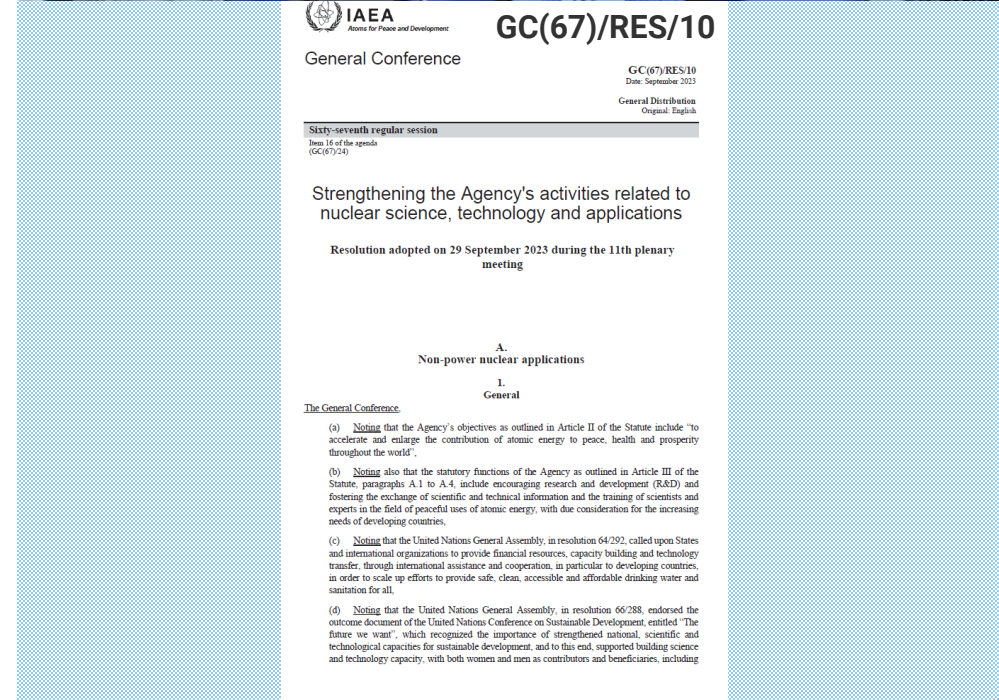 IAEA
Atoms for Peace and Development
GC(67)/RES/10
General Conference
GC(67)/RES/10
Date: September 2023
General Distribution
Original: English
Sixty-seventh regular session
Item 16 of the agenda
(GC(67)/24)
Strengthening the Agency's activities related to
nuclear science, technology and applications
Resolution adopted on 29 September 2023 during the 11th plenary
meeting
A.
Non-power nuclear applications
1.
General
The General Conference,
(a) Noting that the Agency's objectives as outlined in Article II of the Statute include "to
accelerate and enlarge the contribution of atomic energy to peace, health and prosperity
throughout the world",
(b) Noting also that the statutory functions of the Agency as outlined in Article III of the
Statute, paragraphs A.1 to A.4, include encouraging research and development (R&D) and
fostering the exchange of scientific and technical information and the training of scientists and
experts in the field of peaceful uses of atomic energy, with due consideration for the increasing
needs of developing countries,
(c) Noting that the United Nations General Assembly, in resolution 64/292, called upon States
and international organizations to provide financial resources, capacity building and technology
transfer, through international assistance and cooperation, in particular to developing countries,
in order to scale up efforts to provide safe, clean, accessible and affordable drinking water and
sanitation for all,
(d) Noting that the United Nations General Assembly, in resolution 66/288, endorsed the
outcome document of the United Nations Conference on Sustainable Development, entitled "The
future we want", which recognized the importance of strengthened national, scientific and
technological capacities for sustainable development, and to this end, supported building science
and technology capacity, with both women and men as contributors and beneficiaries, including